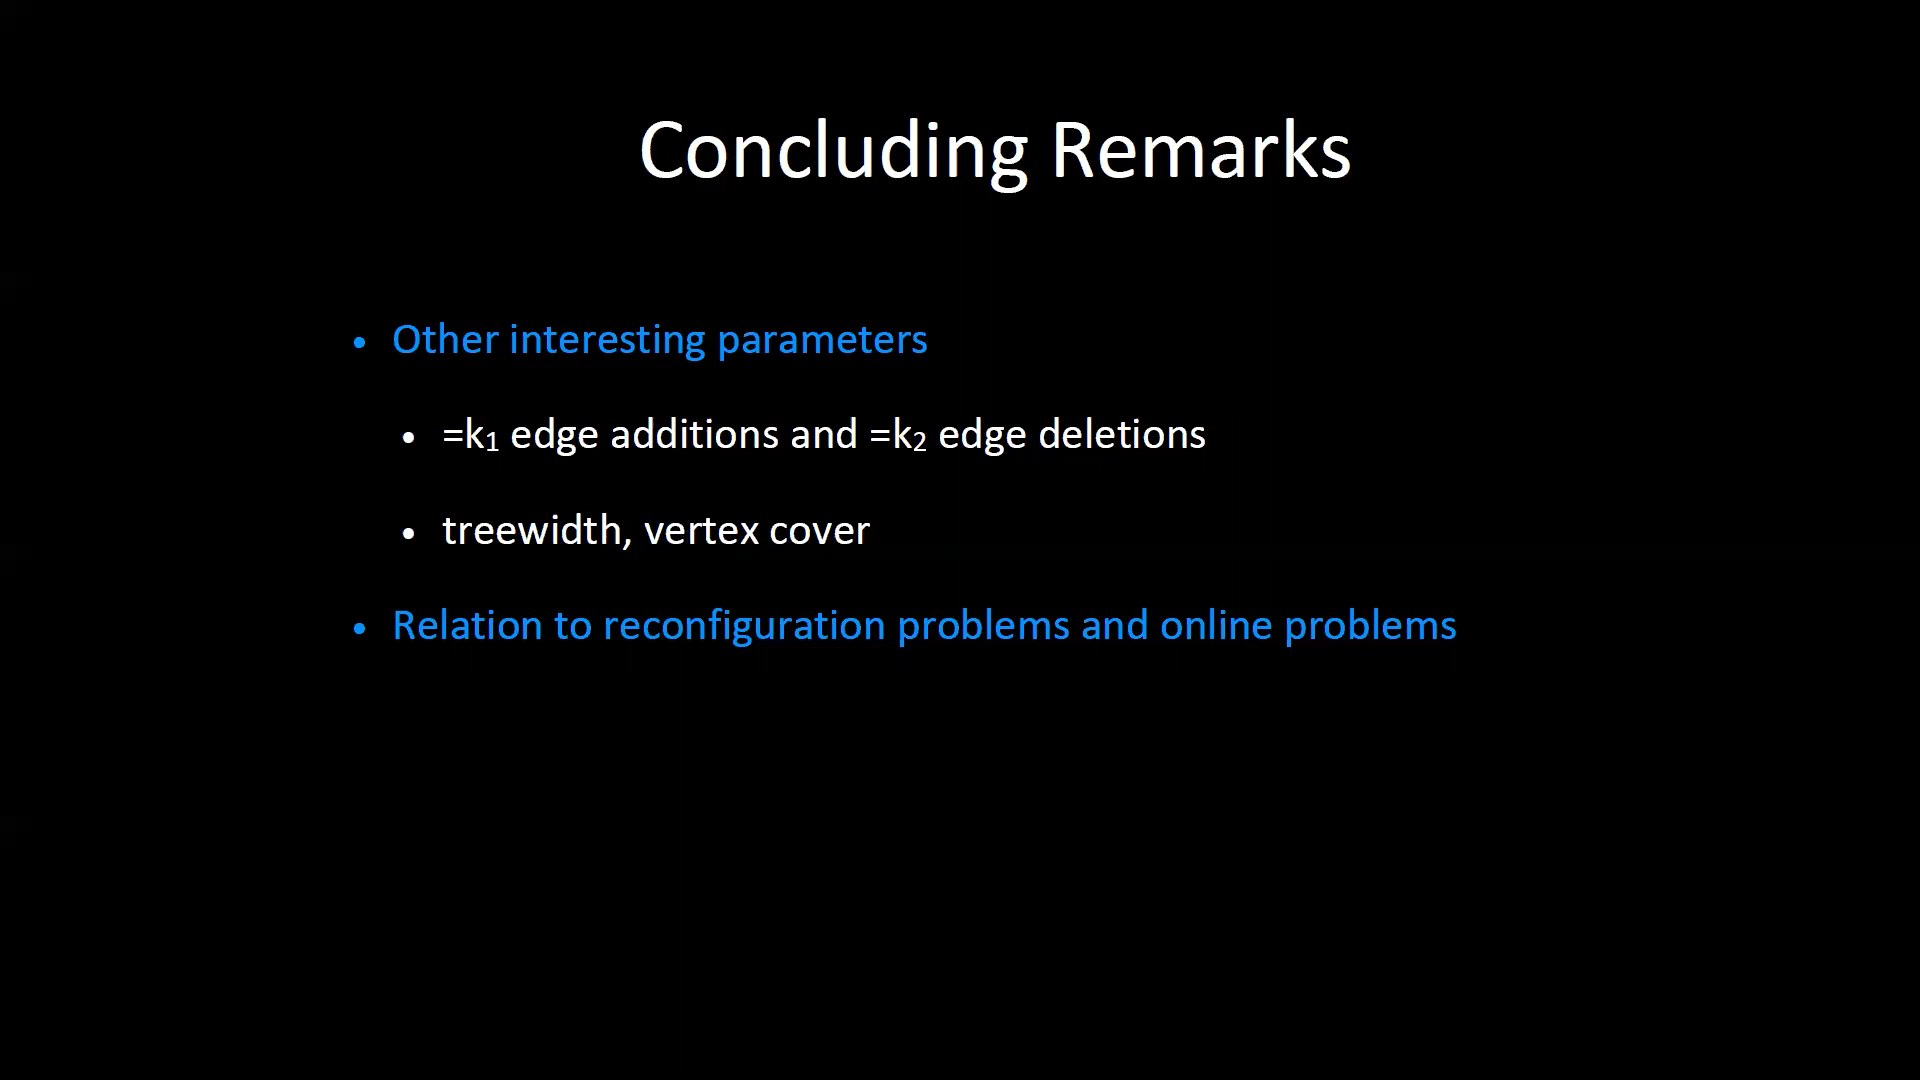 Concluding Remarks
• Other interesting parameters
• =k₁ edge additions and =k₂ edge deletions
• treewidth, vertex cover
• Relation to reconfiguration problems and online problems